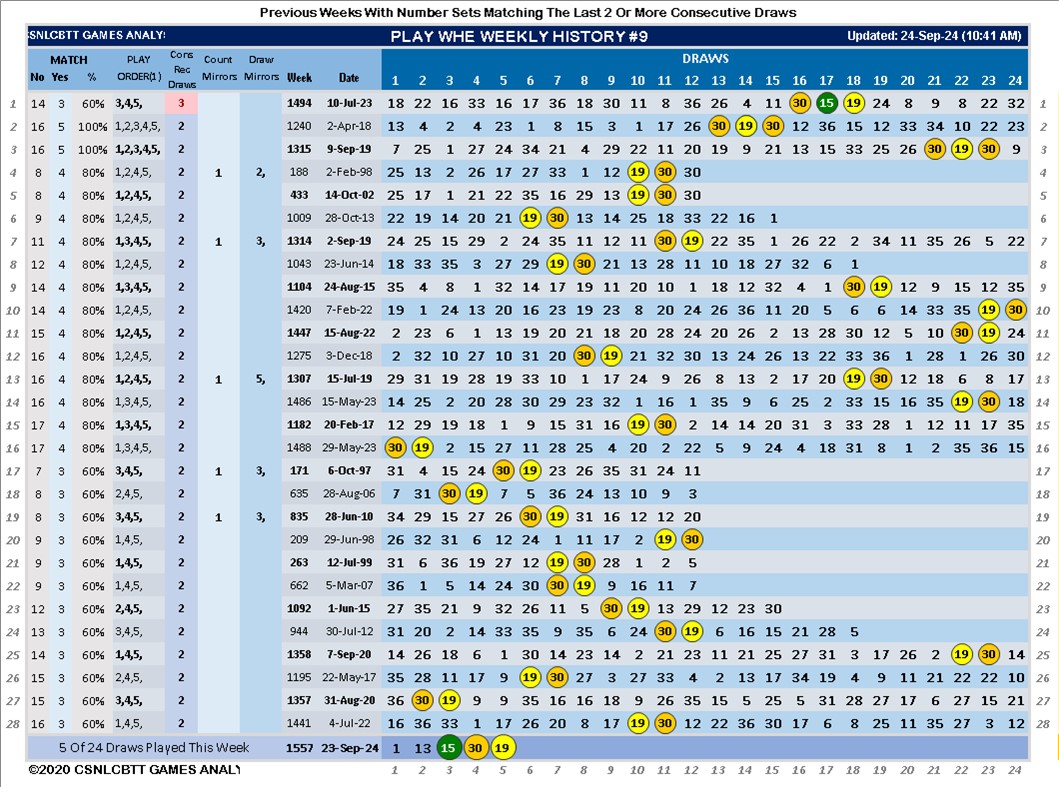 Previous Weeks With Number Sets Matching The Last 2 Or More Consecutive Draws
SNLCBTT GAMES ANALY PLAY WHE WEEKLY HISTORY #9 Updated: 24-Sep-24 (10:41 AM)
MATCH PLAY Cons Count Draw DRAWS
No Yes % ORDER(1) Rec Draws Mirrors Mirrors Week Date 1 2 3 4 5 6 7 8 9 10 11 12 13 14 15 16 17 18 19 20 21 22 23 24
1 14 3 60% 3,4,5, 3 1494 10-Jul-23 18 22 16 33 16 17 36 18 30 11 8 36 26 4 11 30 15 19 24 8 9 8 22 32 1
2 16 5 100% 1,2,3,4,5, 2 1240 2-Apr-18 13 4 2 4 23 1 8 15 3 1 17 26 30 14 15 12 36 15 12 33 34 10 22 23 2
3 16 5 100% 1,2,3,4,5, 2 1315 9-Sep-19 7 25 1 27 24 34 21 4 29 22 11 20 19 9 21 13 15 33 25 26 30 19 30 9 3
4 8 4 80% 1,2,4,5, 2 1 2, 188 2-Feb-98 25 13 2 26 17 27 33 1 12 19 30 30 4
5 8 4 80% 1,2,4,5, 2 433 14-Oct-02 25 17 1 21 22 35 16 29 13 19 30 30 5
6 9 4 80% 1,2,4,5, 2 1009 28-Oct-13 22 19 14 20 21 19 30 13 14 25 18 33 22 16 1 6
7 11 4 80% 1,3,4,5, 2 1 3, 1314 2-Sep-19 24 25 15 29 2 24 35 11 12 11 30 19 22 35 1 26 22 2 34 11 35 26 5 22 7
8 12 4 80% 1,2,4,5, 2 1043 23-Jun-14 18 33 35 3 27 29 19 30 21 13 28 11 10 18 27 32 6 1 8
9 14 4 80% 1,3,4,5, 2 1104 24-Aug-15 35 4 8 1 32 14 17 19 11 20 10 1 18 12 32 4 1 30 19 12 9 15 12 35 9
10 14 4 80% 1,2,4,5, 2 1420 7-Feb-22 19 1 24 13 20 16 23 19 23 8 20 24 26 36 11 20 5 6 6 14 33 35 19 30 10
11 15 4 80% 1,2,4,5, 2 1447 15-Aug-22 2 23 6 1 13 19 20 21 18 20 28 24 20 26 2 13 28 30 12 5 10 30 19 24 11
12 16 4 80% 1,2,4,5, 2 1275 3-Dec-18 2 32 10 27 10 31 20 30 19 21 32 30 13 24 26 13 22 33 36 1 28 1 26 30 12
13 16 4 80% 1,2,4,5, 2 1 5, 1307 15-Jul-19 29 31 19 28 19 33 10 1 17 24 9 26 8 13 2 17 20 19 30 12 18 6 8 17 13
14 16 4 80% 1,3,4,5, 2 1486 15-May-23 14 25 2 20 28 30 29 23 32 1 16 1 35 9 6 25 2 33 15 16 35 19 30 18 14
15 17 4 80% 1,3,4,5, 2 1182 20-Feb-17 12 29 19 18 1 9 15 31 10 19 30 2 14 14 20 31 3 33 28 1 12 11 17 35 15
16 17 4 80% 1,3,4,5, 2 1488 29-May-23 30 19 2 15 27 11 28 25 4 20 2 22 5 9 24 4 18 31 8 1 2 35 36 15 16
17 7 3 60% 3,4,5, 2 1 3, 171 6-Oct-97 31 4 15 24 30 19 23 26 35 31 24 11 17
18 8 3 60% 2,4,5, 2 635 28-Aug-06 7 31 30 19 7 5 36 24 13 10 9 3 18
19 8 3 60% 3,4,5, 2 1 3, 835 28-Jun-10 34 29 15 27 26 30 19 31 16 12 12 20 19
20 9 3 60% 1,4,5, 2 209 29-Jun-98 26 32 31 6 12 24 1 11 17 2 19 30 20
21 9 3 60% 1,4,5, 2 263 12-Jul-99 31 6 36 19 27 12 19 30 28 1 2 5 21
22 9 3 60% 1,4,5, 2 662 5-Mar-07 36 1 5 14 24 30 30 19 9 16 11 7 22
23 12 3 60% 2,4,5, 2 1092 1-Jun-15 27 35 21 9 32 26 11 5 30 19 13 29 12 23 30 23
24 13 3 60% 3,4,5, 2 944 30-Jul-12 31 20 2 14 33 35 9 35 6 24 30 19 6 16 15 21 28 5 24
25 14 3 60% 1,4,5, 2 1358 7-Sep-20 14 26 18 6 1 30 14 23 14 2 21 23 11 21 25 27 31 3 17 26 2 19 30 14 25
26 15 3 60% 2,4,5, 2 1195 22-May-17 35 28 11 17 9 19 30 27 3 27 33 4 2 13 17 34 19 4 9 11 21 22 22 10 26
27 15 3 60% 3,4,5, 2 1357 31-Aug-20 36 30 19 9 9 35 16 16 18 9 26 35 15 5 25 5 31 28 27 17 6 27 15 21 27
28 16 3 60% 1,4,5, 2 1441 4-Jul-22 16 36 33 1 17 26 20 8 17 19 30 12 22 36 30 17 6 8 25 11 35 27 3 12 28
5 Of 24 Draws Played This Week 1557 23-Sep-24 1 13 15 30 19
©2020 CSNLCBTT GAMES ANALY 1 2 3 4 5 6 7 8 9 10 11 12 13 14 15 16 17 18 19 20 21 22 23 24